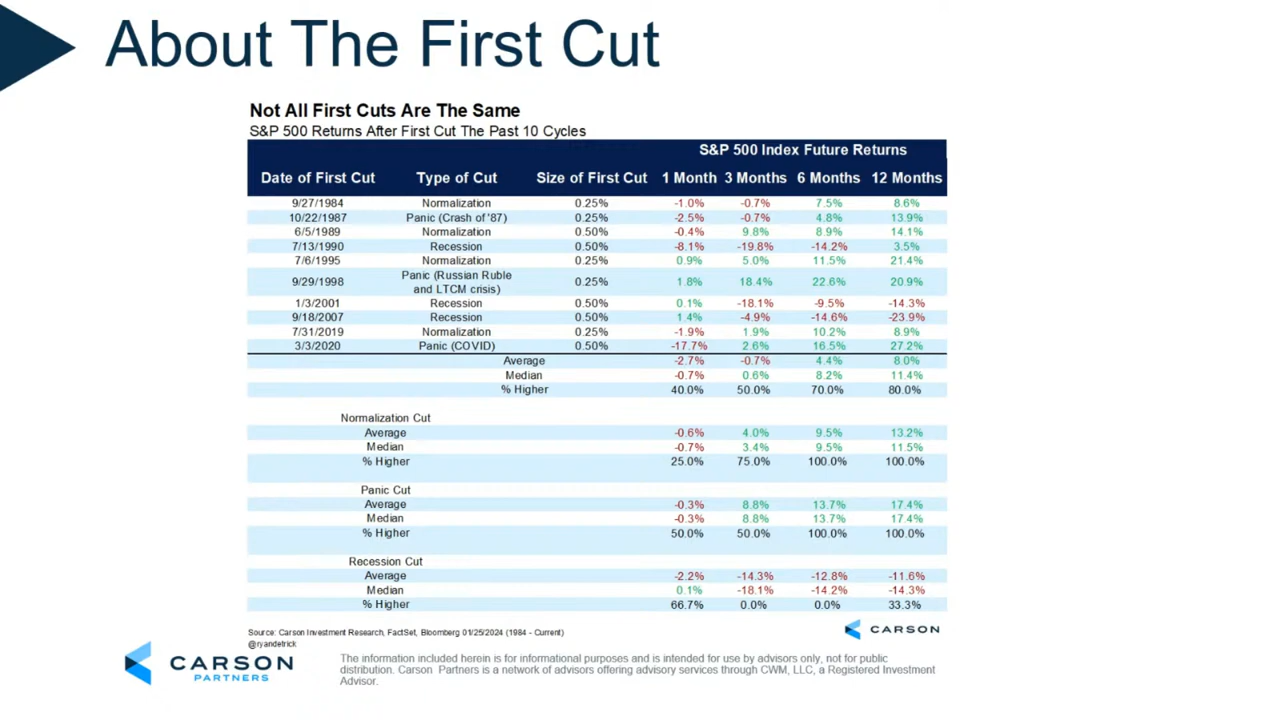 About The First Cut
Not All First Cuts Are The Same
S&P 500 Returns After First Cut The Past 10 Cycles
S&P 500 Index Future Returns
Date of First Cut Type of Cut Size of First Cut 1 Month 3 Months 6 Months 12 Months
9/27/1984 Normalization 0.25% -1.0% -0.7% 7.5% 8.6%
10/22/1987 Panic (Crash of '87) 0.25% -2.5% -0.7% 4.8% 13.9%
6/5/1989 Normalization 0.50% -0.4% 9.8% 8.9% 14.1%
7/13/1990 Recession 0.50% -8.1% -19.8% -14.2% 3.5%
7/6/1995 Normalization 0.25% 0.9% 5.0% 11.5% 21.4%
9/29/1998 Panic (Russian Ruble and LTCM crisis) 0.25% 1.8% 18.4% 22.6% 20.9%
1/3/2001 Recession 0.50% 0.1% -18.1% -9.5% -14.3%
9/18/2007 Recession 0.50% 1.4% -4.9% -14.6% -23.9%
7/31/2019 Normalization 0.25% -1.9% 1.9% 10.2% 8.9%
3/3/2020 Panic (COVID) 0.50% -17.7% 2.6% 16.5% 27.2%
Average -2.7% -0.7% 4.4% 8.0%
Median -0.7% 0.6% 8.2% 11.4%
% Higher 40.0% 50.0% 70.0% 80.0%
Normalization Cut
Average -0.6% 4.0% 9.5% 13.2%
Median -0.7% 3.4% 9.5% 11.5%
% Higher 25.0% 75.0% 100.0% 100.0%
Panic Cut
Average -0.3% 8.8% 13.7% 17.4%
Median -0.3% 8.8% 13.7% 17.4%
% Higher 50.0% 50.0% 100.0% 100.0%
Recession Cut
Average -2.2% -14.3% -12.8% -11.6%
Median 0.1% -18.1% -14.2% -14.3%
% Higher 66.7% 0.0% 0.0% 33.3%
Source: Carson Investment Research, FactSet, Bloomberg 01/25/2024 (1984 - Current)
@ryandetrick
CARSON
CARSON
PARTNERS
The information included herein is for informational purposes and is intended for use by advisors only, not for public
distribution. Carson Partners is a network of advisors offering advisory services through CWM, LLC, a Registered Investment
Advisor.